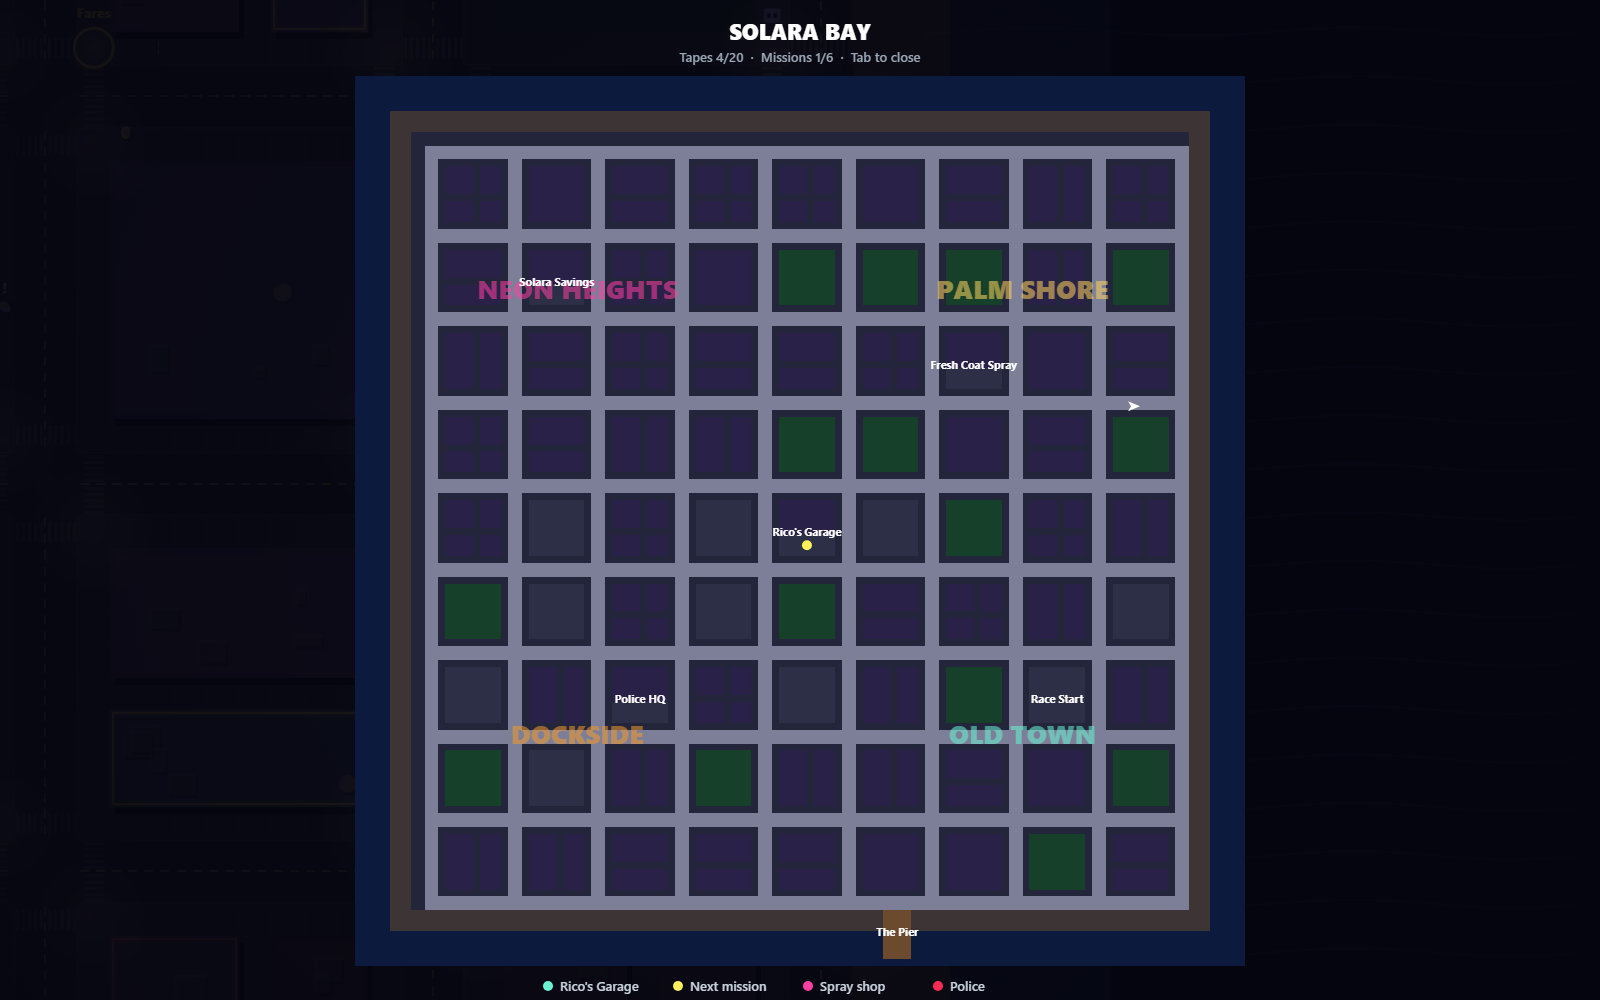 Fares
SOLARA BAY
Tapes 4/20 · Missions 1/6 · Tab to close
Solara Savings
NEON HEIGHTS
PALM SHORE
Fresh Coat Spray
Rico's Garage
Police HQ
Race Start
DOCKSIDE
OLD TOWN
The Pier
Rico's Garage
Next mission
Spray shop
Police